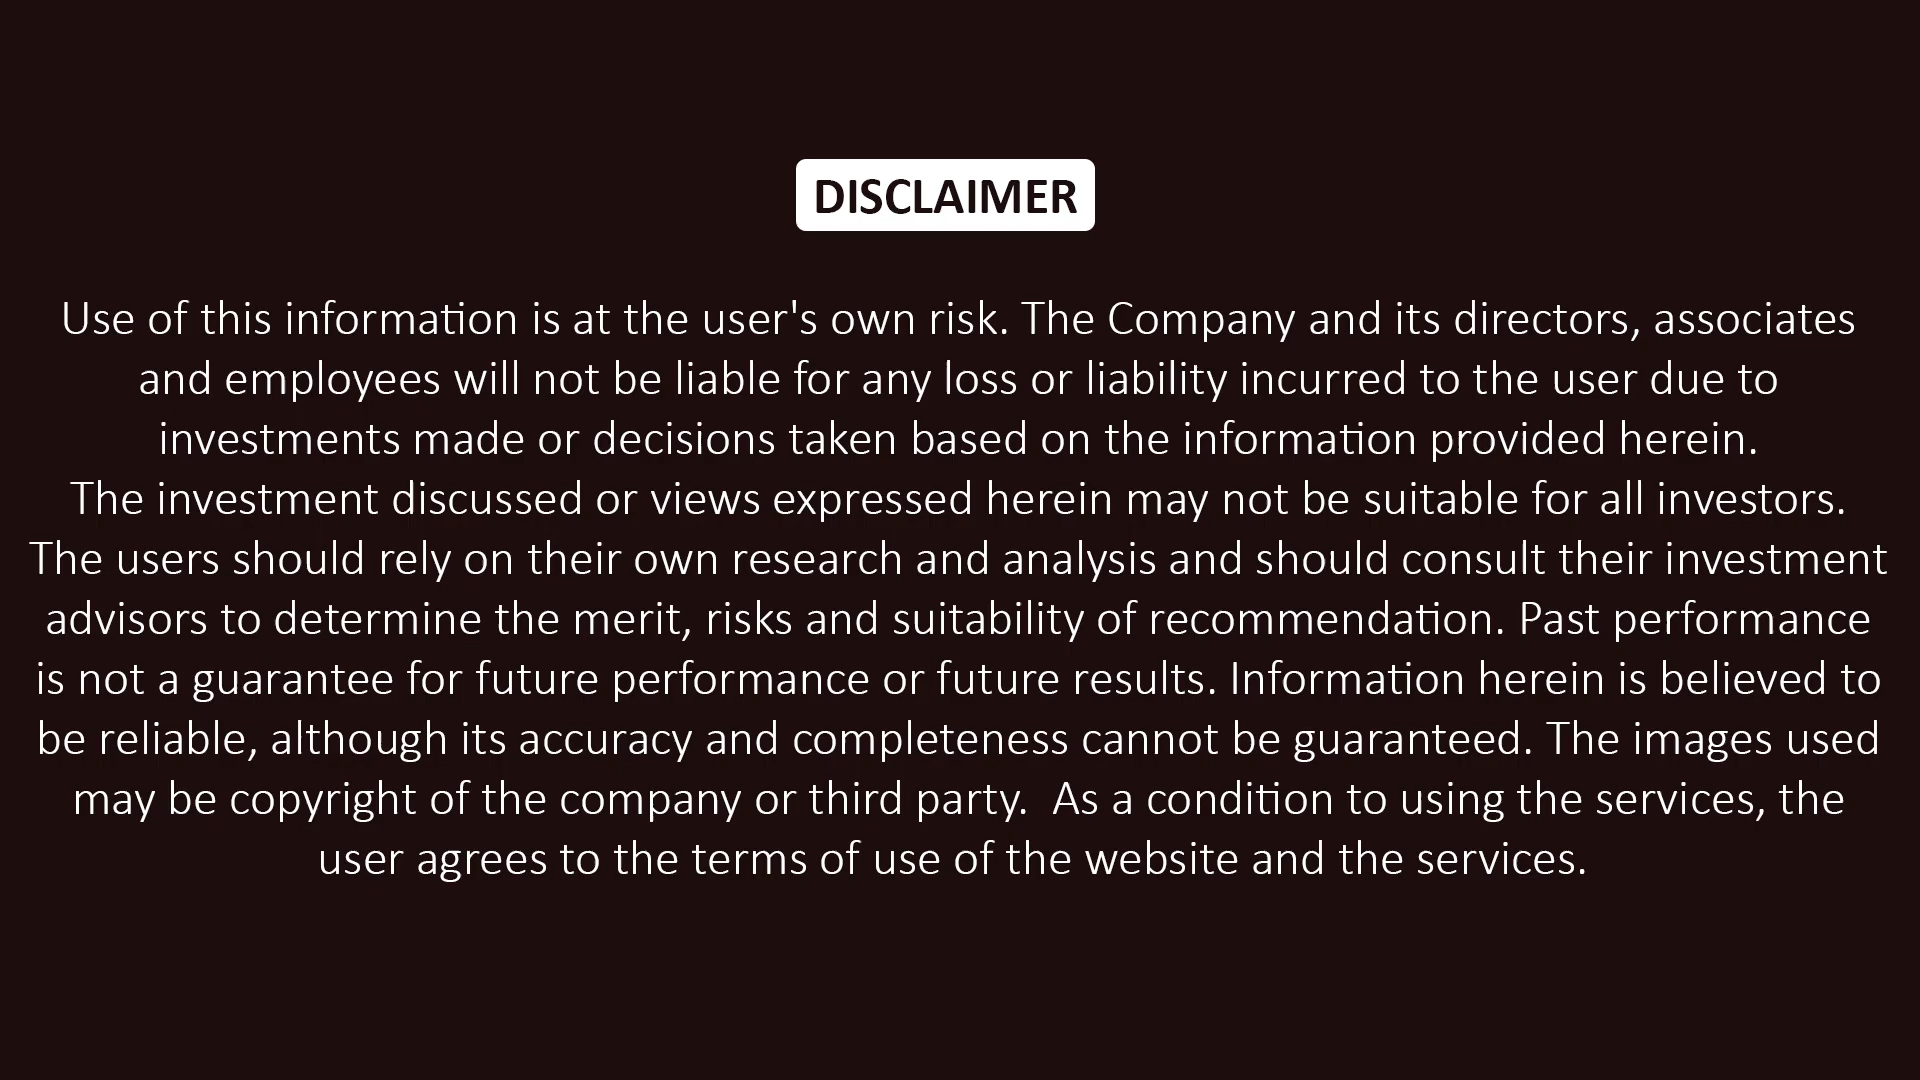 DISCLAIMER
Use of this information is at the user's own risk. The Company and its directors, associates
and employees will not be liable for any loss or liability incurred to the user due to
investments made or decisions taken based on the information provided herein.
The investment discussed or views expressed herein may not be suitable for all investors.
The users should rely on their own research and analysis and should consult their investment
advisors to determine the merit, risks and suitability of recommendation. Past performance
is not a guarantee for future performance or future results. Information herein is believed to
be reliable, although its accuracy and completeness cannot be guaranteed. The images used
may be copyright of the company or third party.  As a condition to using the services, the
user agrees to the terms of use of the website and the services.